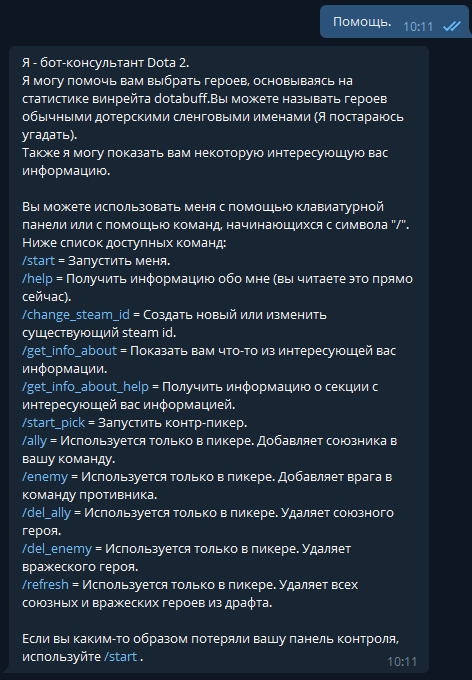 Помощь.
10:11
Я - бот-консультант Dota 2.
Я могу помочь вам выбрать героев, основываясь на
статистике винрейта dotabuff.Вы можете называть героев
обычными дотерскими сленговыми именами (Я постараюсь
угадать).
Также я могу показать вам некоторую интересующую вас
информацию.
Вы можете использовать меня с помощью клавиатурной
панели или с помощью команд, начинающихся с символа "/".
Ниже список доступных команд:
/start = Запустить меня.
/help = Получить информацию обо мне (вы читаете это прямо
сейчас).
/change_steam_id = Создать новый или изменить
существующий steam id.
/get_info_about = Показать вам что-то из интересующей вас
информации.
/get_info_about_help = Получить информацию о секции с
интересующей вас информацией.
/start_pick = Запустить контр-пикер.
/ally = Используется только в пикере. Добавляет союзника в
вашу команду.
/enemy = Используется только в пикере. Добавляет врага в
команду противника.
/del_ally = Используется только в пикере. Удаляет союзного
героя.
/del_enemy = Используется только в пикере. Удаляет
вражеского героя.
/refresh = Используется только в пикере. Удаляет всех
союзных и вражеских героев из драфта.
Если вы каким-то образом потеряли вашу панель контроля,
используйте /start .
10:11